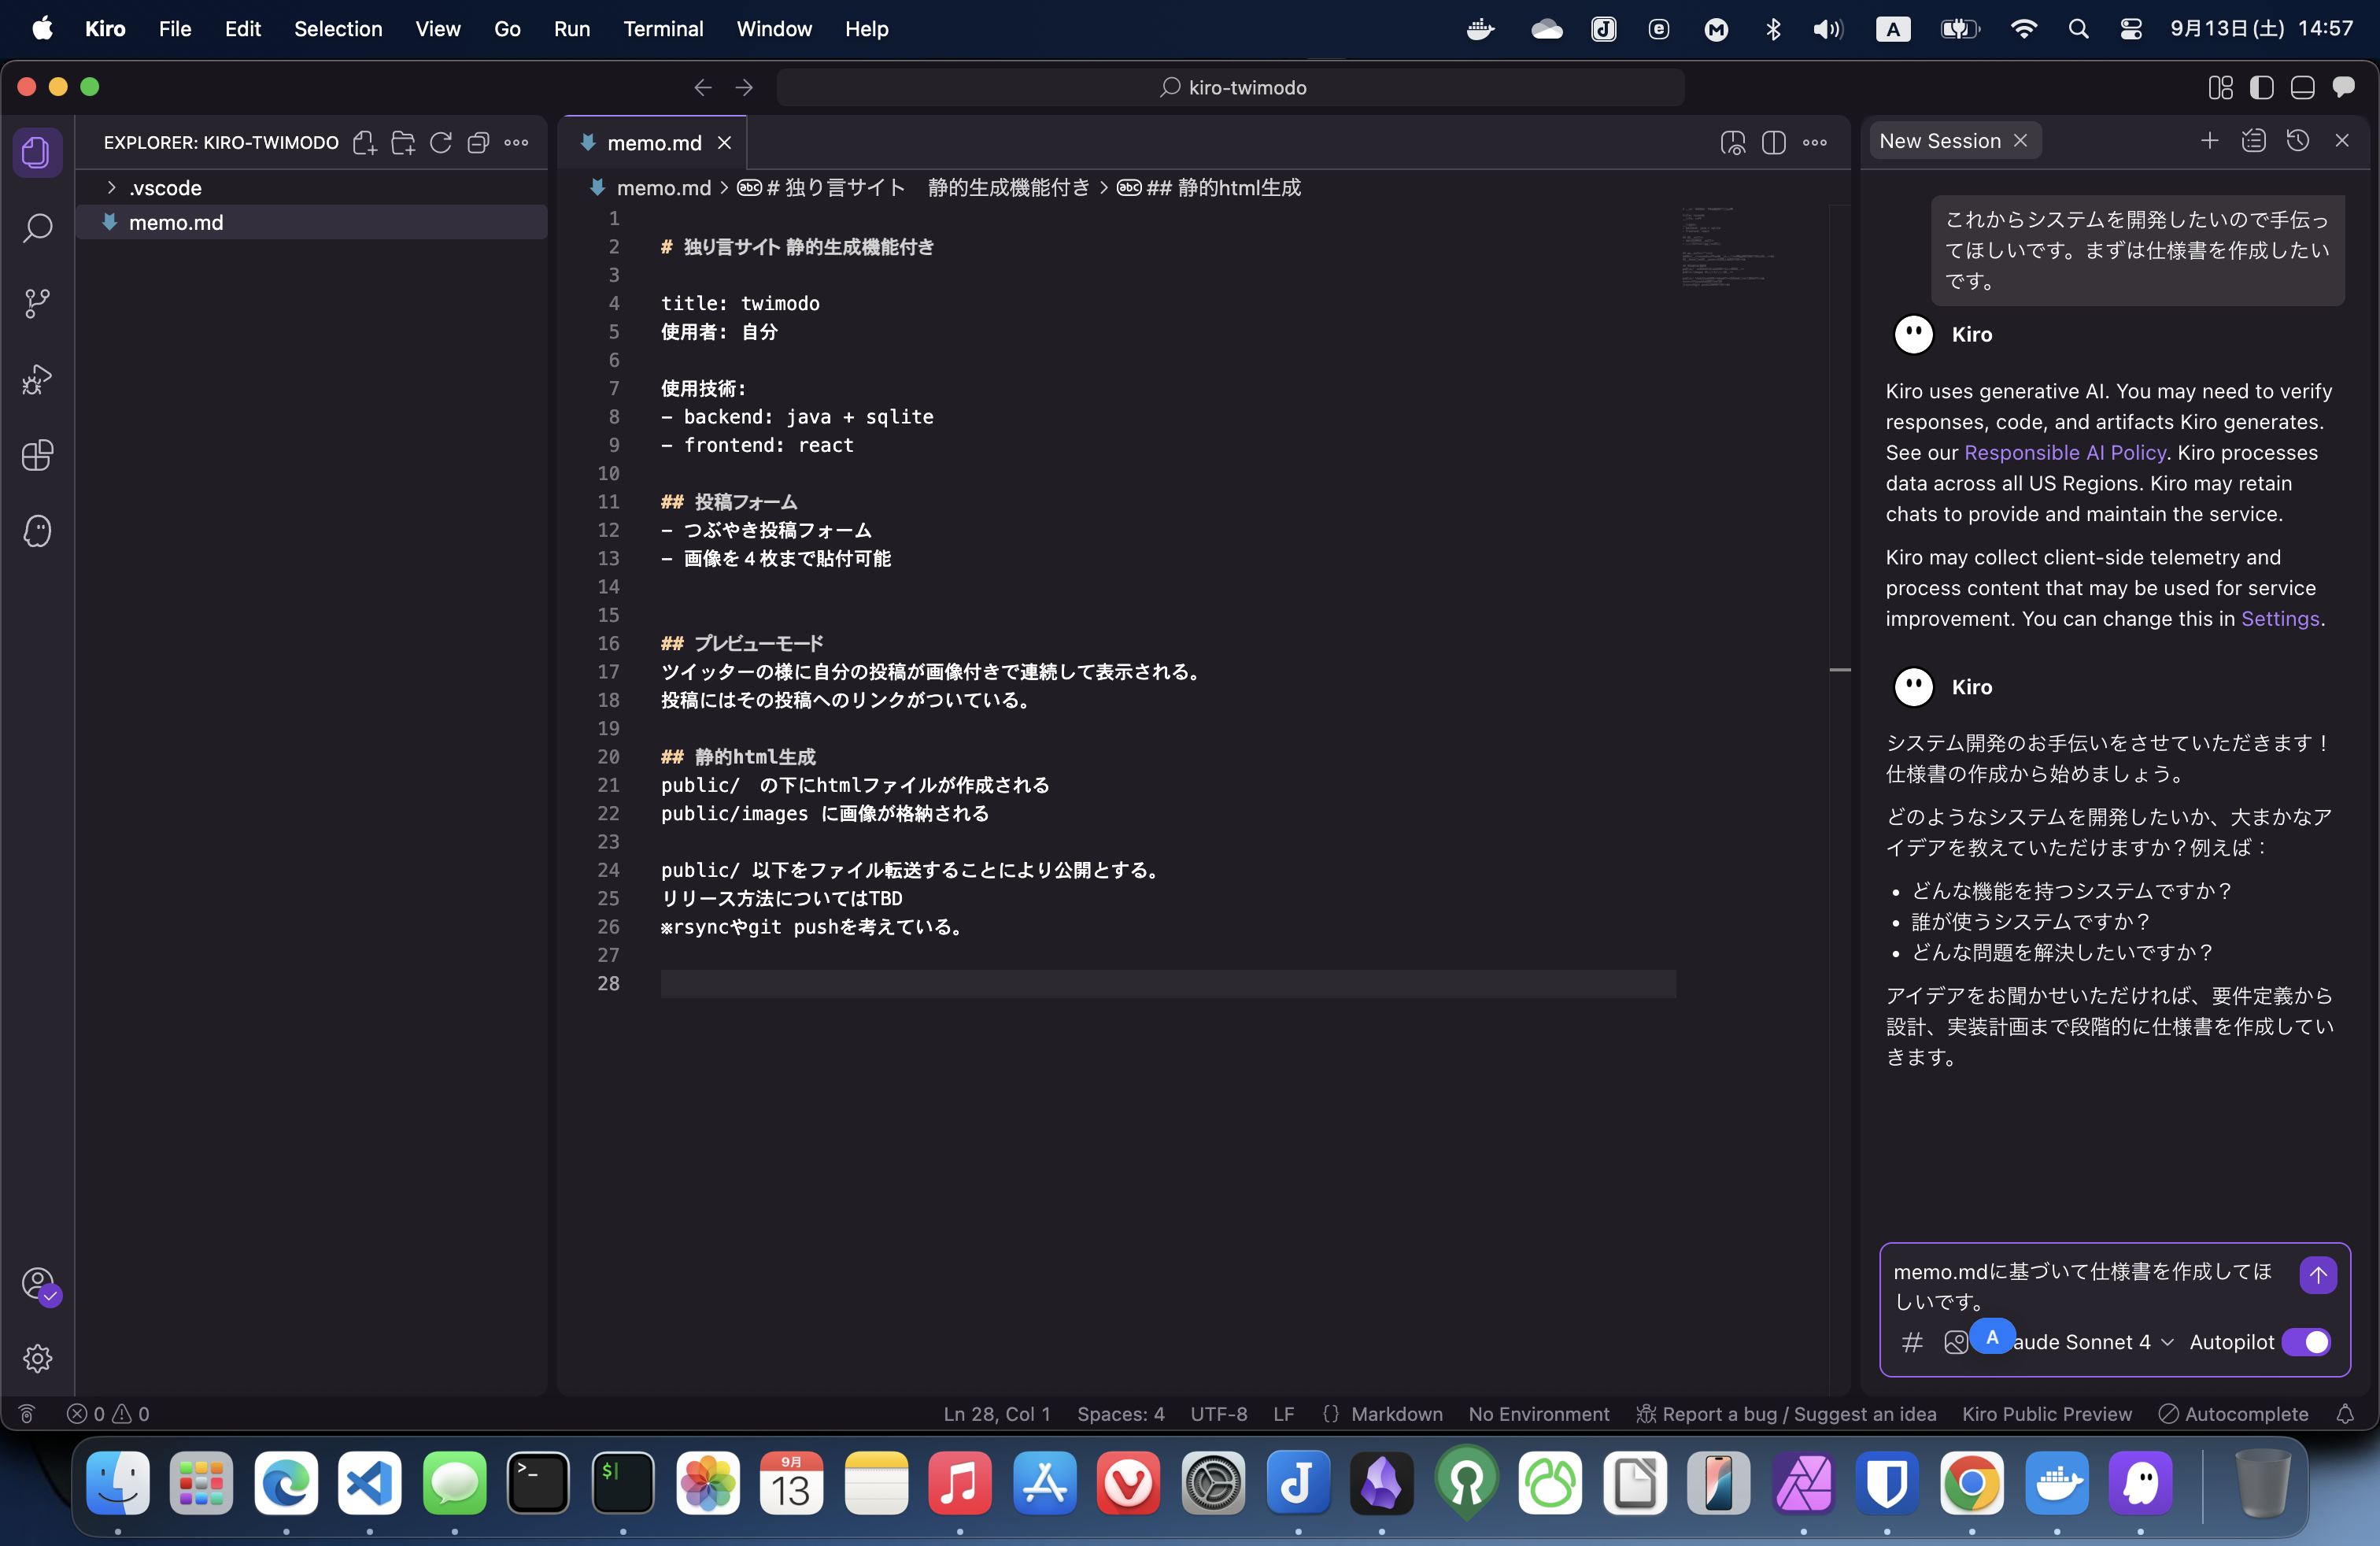 Kiro File Edit Selection View Go Run Terminal Window Help A 9月13日(土) 14:57
kiro-twimodo
EXPLORER: KIRO-TWIMODO
.vscode
memo.md
memo.md
memo.md > # 独り言サイト　静的生成機能付き > ## 静的html生成
1
2 # 独り言サイト 静的生成機能付き
3
4 title: twimodo
5 使用者: 自分
6
7 使用技術:
8 - backend: java + sqlite
9 - frontend: react
10
11 ## 投稿フォーム
12 - つぶやき投稿フォーム
13 - 画像を４枚まで貼付可能
14
15
16 ## プレビューモード
17 ツイッターの様に自分の投稿が画像付きで連続して表示される。
18 投稿にはその投稿へのリンクがついている。
19
20 ## 静的html生成
21 public/　の下にhtmlファイルが作成される
22 public/images に画像が格納される
23
24 public/ 以下をファイル転送することにより公開とする。
25 リリース方法についてはTBD
26 ※rsyncやgit pushを考えている。
27
28
New Session
これからシステムを開発したいので手伝っ
てほしいです。まずは仕様書を作成したい
です。
Kiro
Kiro uses generative AI. You may need to verify
responses, code, and artifacts Kiro generates.
See our Responsible AI Policy. Kiro processes
data across all US Regions. Kiro may retain
chats to provide and maintain the service.
Kiro may collect client-side telemetry and
process content that may be used for service
improvement. You can change this in Settings.
Kiro
システム開発のお手伝いをさせていただきます！
仕様書の作成から始めましょう。
どのようなシステムを開発したいか、大まかなア
イデアを教えていただけますか？例えば：
• どんな機能を持つシステムですか？
• 誰が使うシステムですか？
• どんな問題を解決したいですか？
アイデアをお聞かせいただければ、要件定義から
設計、実装計画まで段階的に仕様書を作成してい
きます。
memo.mdに基づいて仕様書を作成してほ
しいです。
# A aude Sonnet 4 Autopilot
0 0 Ln 28, Col 1 Spaces: 4 UTF-8 LF {} Markdown No Environment Report a bug / Suggest an idea Kiro Public Preview Autocomplete
9月
13